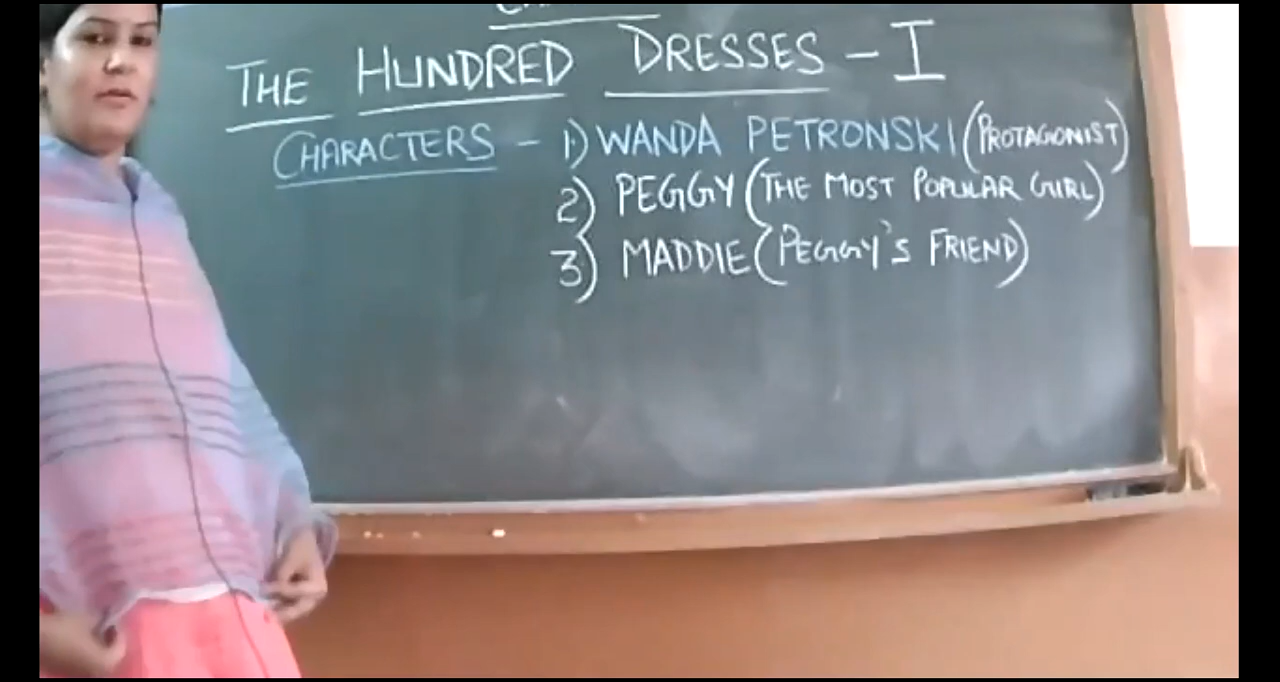 THE HUNDRED DRESSES - I
CHARACTERS - 1) WANDA PETRONSKI (PROTAGONIST)
2) PEGGY (THE MOST POPULAR GIRL)
3) MADDIE (PEGGY'S FRIEND)